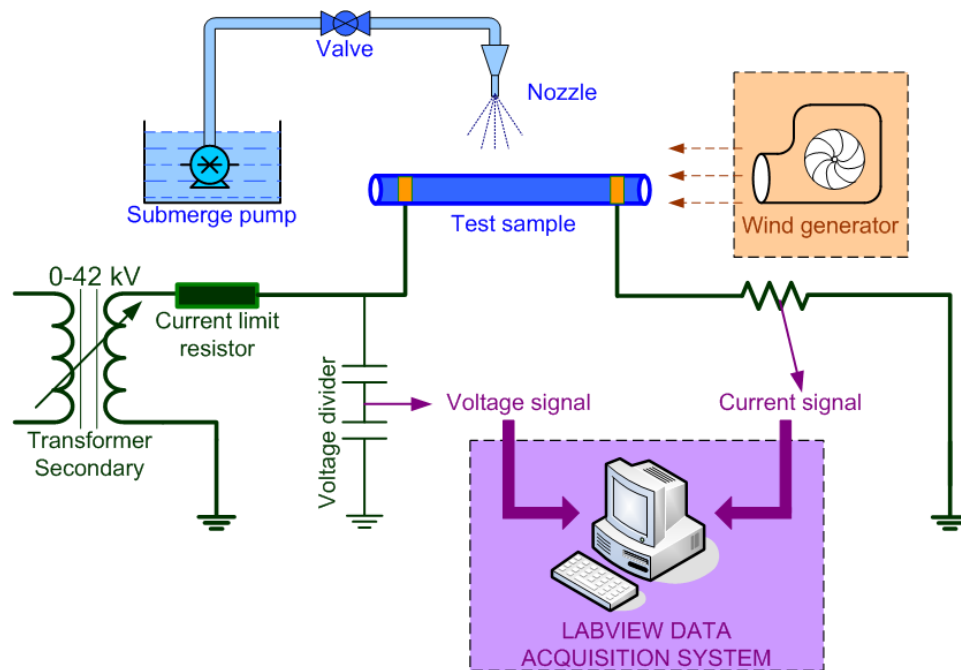 Valve
Nozzle
Submerge pump
Test sample
Wind generator
0-42 kV
Current limit
resistor
Transformer
Secondary
Voltage divider
Voltage signal
Current signal
LABVIEW DATA
ACQUISITION SYSTEM